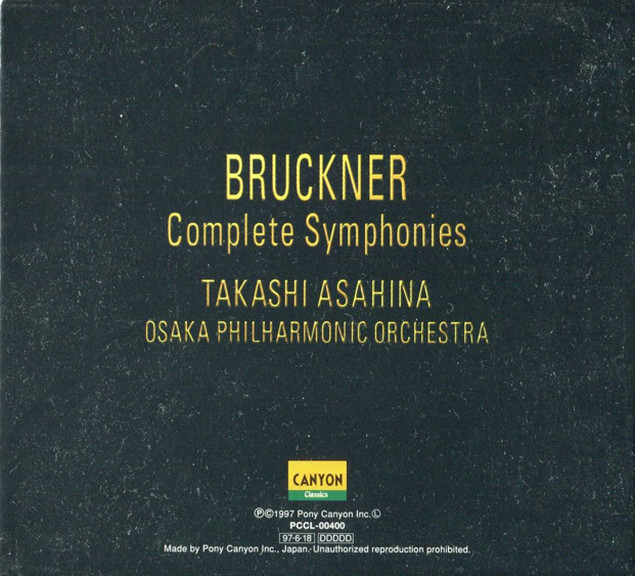 BRUCKNER
Complete Symphonies
TAKASHI ASAHINA
OSAKA PHILHARMONIC ORCHESTRA
CANYON
Classics
Ⓟ©1997 Pony Canyon Inc.Ⓛ
PCCL-00400
97·6·18 DDDDD
Made by Pony Canyon Inc., Japan. Unauthorized reproduction prohibited.